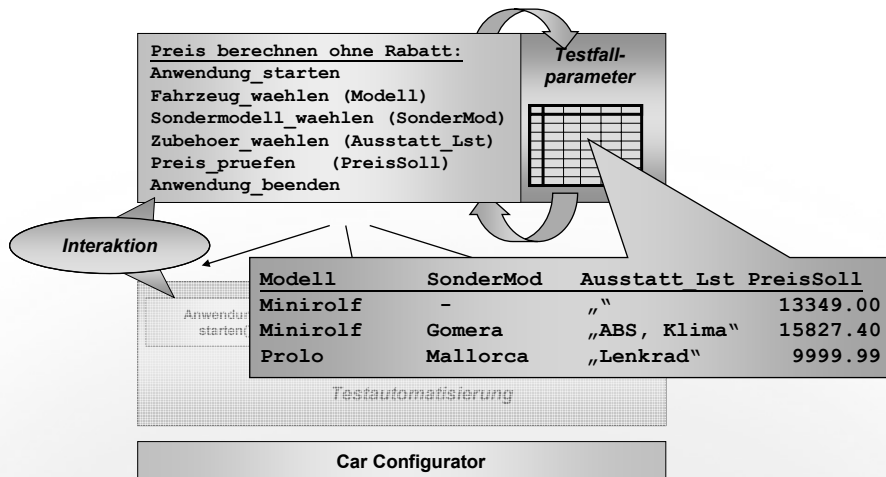 Preis berechnen ohne Rabatt:
Anwendung_starten
Fahrzeug_waehlen (Modell)
Sondermodell_waehlen (SonderMod)
Zubehoer_waehlen (Ausstatt_Lst)
Preis_pruefen (PreisSoll)
Anwendung_beenden
Testfall-
parameter
Interaktion
Modell SonderMod Ausstatt_Lst PreisSoll
Minirolf - „“ 13349.00
Minirolf Gomera „ABS, Klima“ 15827.40
Prolo Mallorca „Lenkrad“ 9999.99
starten(
Testautomatisierung
Car Configurator